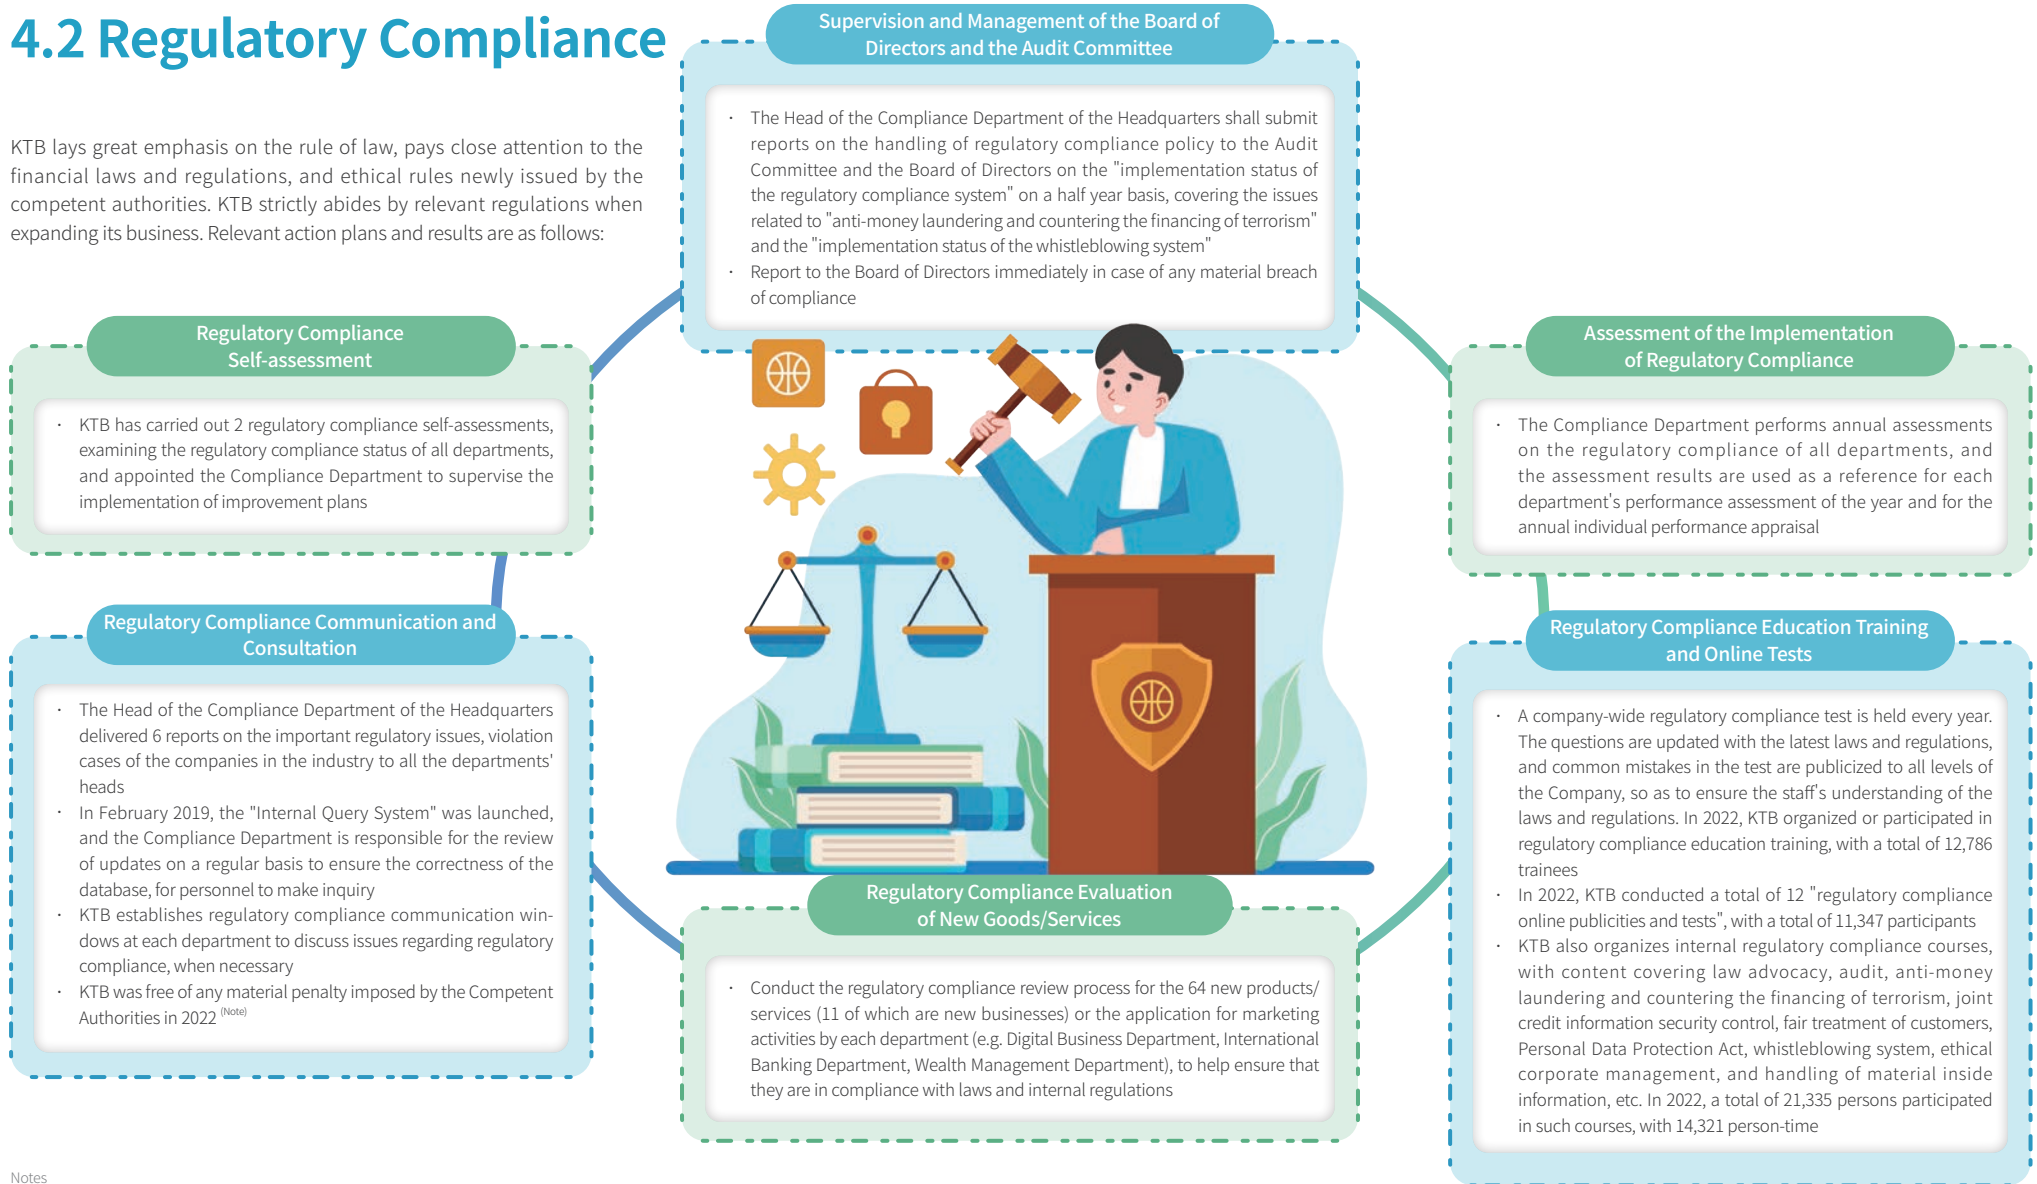 4.2 Regulatory Compliance
KTB lays great emphasis on the rule of law, pays close attention to the
financial laws and regulations, and ethical rules newly issued by the
competent authorities. KTB strictly abides by relevant regulations when
expanding its business. Relevant action plans and results are as follows:
Supervision and Management of the Board of
Directors and the Audit Committee
· The Head of the Compliance Department of the Headquarters shall submit
reports on the handling of regulatory compliance policy to the Audit
Committee and the Board of Directors on the "implementation status of
the regulatory compliance system" on a half year basis, covering the issues
related to "anti-money laundering and countering the financing of terrorism"
and the "implementation status of the whistleblowing system"
· Report to the Board of Directors immediately in case of any material breach
of compliance
Regulatory Compliance
Self-assessment
· KTB has carried out 2 regulatory compliance self-assessments,
examining the regulatory compliance status of all departments,
and appointed the Compliance Department to supervise the
implementation of improvement plans
Assessment of the Implementation
of Regulatory Compliance
· The Compliance Department performs annual assessments
on the regulatory compliance of all departments, and
the assessment results are used as a reference for each
department's performance assessment of the year and for the
annual individual performance appraisal
Regulatory Compliance Communication and
Consultation
· The Head of the Compliance Department of the Headquarters
delivered 6 reports on the important regulatory issues, violation
cases of the companies in the industry to all the departments'
heads
· In February 2019, the "Internal Query System" was launched,
and the Compliance Department is responsible for the review
of updates on a regular basis to ensure the correctness of the
database, for personnel to make inquiry
· KTB establishes regulatory compliance communication win-
dows at each department to discuss issues regarding regulatory
compliance, when necessary
· KTB was free of any material penalty imposed by the Competent
Authorities in 2022 (Note)
Regulatory Compliance Education Training
and Online Tests
· A company-wide regulatory compliance test is held every year.
The questions are updated with the latest laws and regulations,
and common mistakes in the test are publicized to all levels of
the Company, so as to ensure the staff's understanding of the
laws and regulations. In 2022, KTB organized or participated in
regulatory compliance education training, with a total of 12,786
trainees
· In 2022, KTB conducted a total of 12 "regulatory compliance
online publicities and tests", with a total of 11,347 participants
· KTB also organizes internal regulatory compliance courses,
with content covering law advocacy, audit, anti-money
laundering and countering the financing of terrorism, joint
credit information security control, fair treatment of customers,
Personal Data Protection Act, whistleblowing system, ethical
corporate management, and handling of material inside
information, etc. In 2022, a total of 21,335 persons participated
in such courses, with 14,321 person-time
Regulatory Compliance Evaluation
of New Goods/Services
· Conduct the regulatory compliance review process for the 64 new products/
services (11 of which are new businesses) or the application for marketing
activities by each department (e.g. Digital Business Department, International
Banking Department, Wealth Management Department), to help ensure that
they are in compliance with laws and internal regulations
Notes